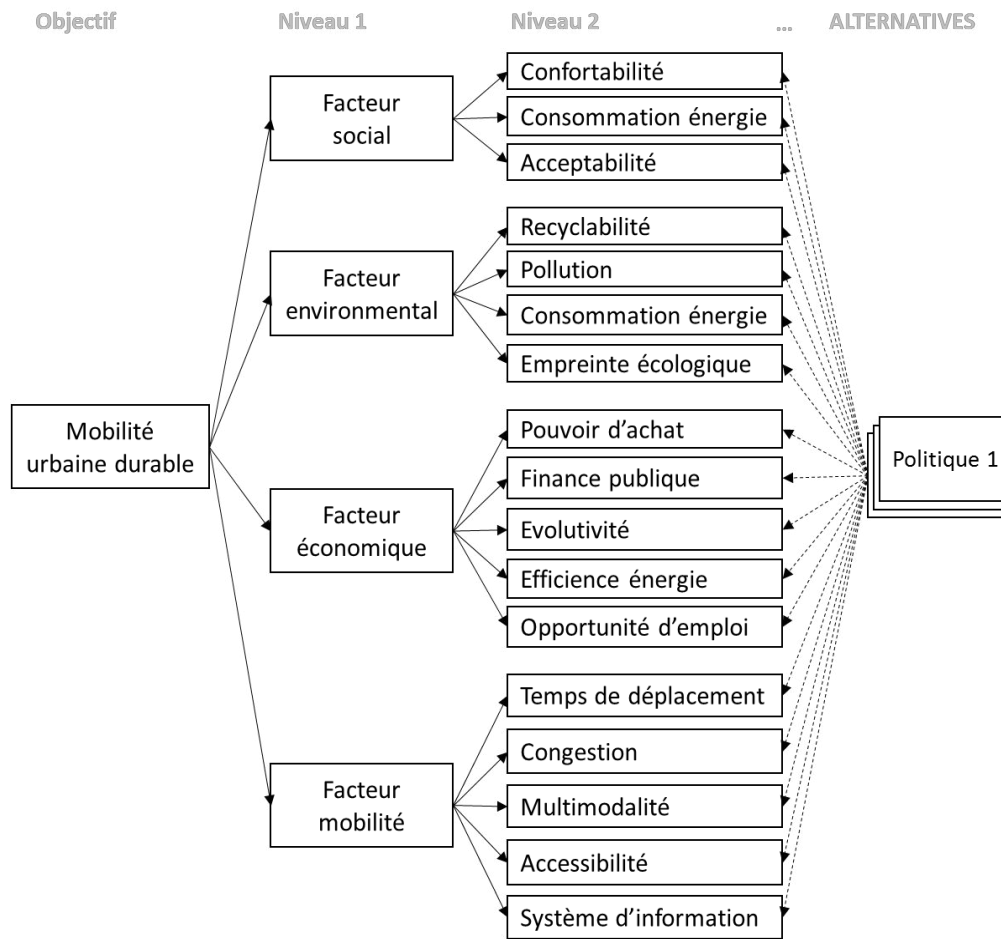 Objectif
Niveau 1
Niveau 2
...
ALTERNATIVES
Mobilité
urbaine durable
Facteur
social
Facteur
environmental
Facteur
économique
Facteur
mobilité
Confortabilité
Consommation énergie
Acceptabilité
Recyclabilité
Pollution
Consommation énergie
Empreinte écologique
Pouvoir d'achat
Finance publique
Evolutivité
Efficience énergie
Opportunité d'emploi
Temps de déplacement
Congestion
Multimodalité
Accessibilité
Système d'information
Politique 1